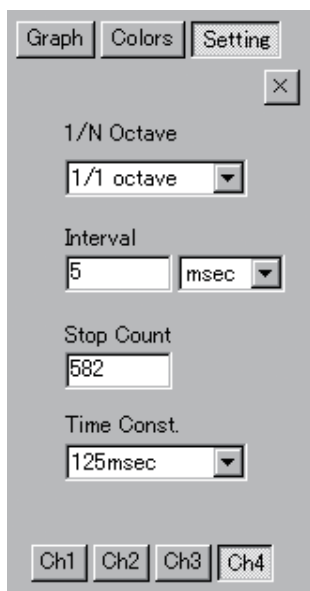 Graph Colors Setting
×
1/N Octave
1/1 octave
Interval
5 msec
Stop Count
582
Time Const.
125msec
Ch1 Ch2 Ch3 Ch4